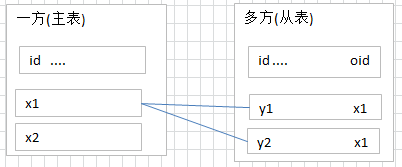 一方(主表)
id ....
x1
x2
多方(从表)
id .... oid
y1 x1
y2 x1